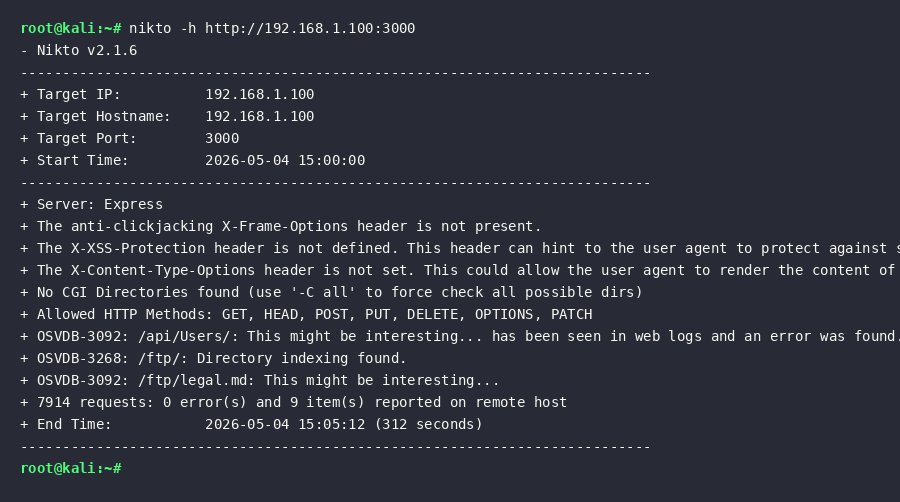 root@kali:~# nikto -h http://192.168.1.100:3000
- Nikto v2.1.6
---------------------------------------------------------------------------
+ Target IP:          192.168.1.100
+ Target Hostname:    192.168.1.100
+ Target Port:        3000
+ Start Time:         2026-05-04 15:00:00
---------------------------------------------------------------------------
+ Server: Express
+ The anti-clickjacking X-Frame-Options header is not present.
+ The X-XSS-Protection header is not defined. This header can hint to the user agent to protect against
+ The X-Content-Type-Options header is not set. This could allow the user agent to render the content of
+ No CGI Directories found (use '-C all' to force check all possible dirs)
+ Allowed HTTP Methods: GET, HEAD, POST, PUT, DELETE, OPTIONS, PATCH
+ OSVDB-3092: /api/Users/: This might be interesting... has been seen in web logs and an error was found.
+ OSVDB-3268: /ftp/: Directory indexing found.
+ OSVDB-3092: /ftp/legal.md: This might be interesting...
+ 7914 requests: 0 error(s) and 9 item(s) reported on remote host
+ End Time:           2026-05-04 15:05:12 (312 seconds)
---------------------------------------------------------------------------
root@kali:~#